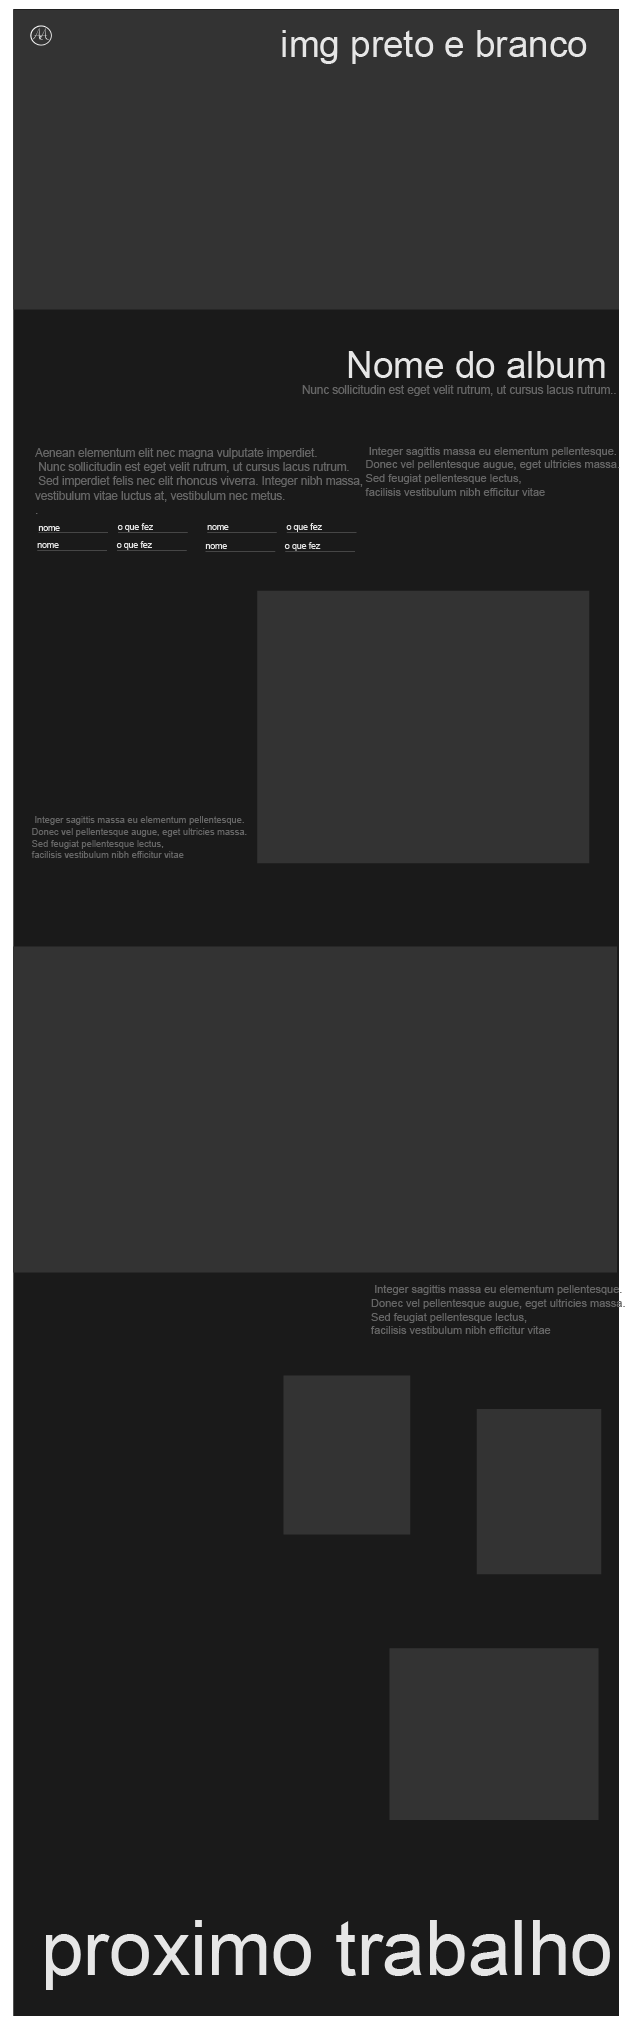 img preto e branco
Nome do album
Nunc sollicitudin est eget velit rutrum, ut cursus lacus rutrum..
Aenean elementum elit nec magna vulputate imperdiet.
Nunc sollicitudin est eget velit rutrum, ut cursus lacus rutrum.
Sed imperdiet felis nec elit rhoncus viverra. Integer nibh massa,
vestibulum vitae luctus at, vestibulum nec metus.
.
Integer sagittis massa eu elementum pellentesque.
Donec vel pellentesque augue, eget ultricies massa.
Sed feugiat pellentesque lectus,
facilisis vestibulum nibh efficitur vitae
nome o que fez nome o que fez
nome o que fez nome o que fez
Integer sagittis massa eu elementum pellentesque.
Donec vel pellentesque augue, eget ultricies massa.
Sed feugiat pellentesque lectus,
facilisis vestibulum nibh efficitur vitae
Integer sagittis massa eu elementum pellentesque.
Donec vel pellentesque augue, eget ultricies massa.
Sed feugiat pellentesque lectus,
facilisis vestibulum nibh efficitur vitae
proximo trabalho